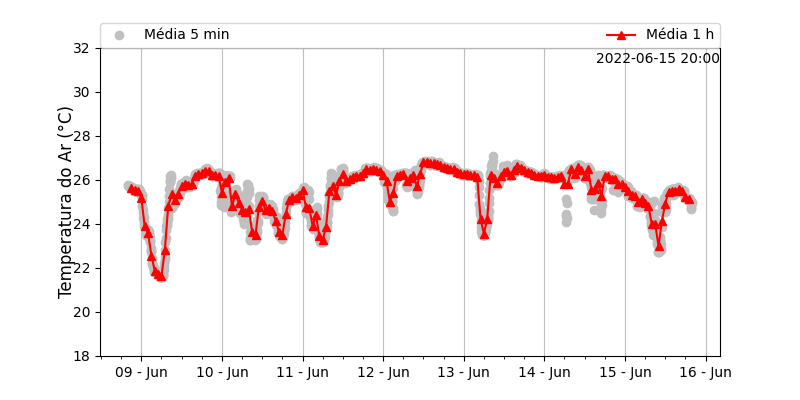 Média 5 min
Média 1 h
2022-06-15 20:00
Temperatura do Ar (°C)
32
30
28
26
24
22
20
18
09 - Jun
10 - Jun
11 - Jun
12 - Jun
13 - Jun
14 - Jun
15 - Jun
16 - Jun